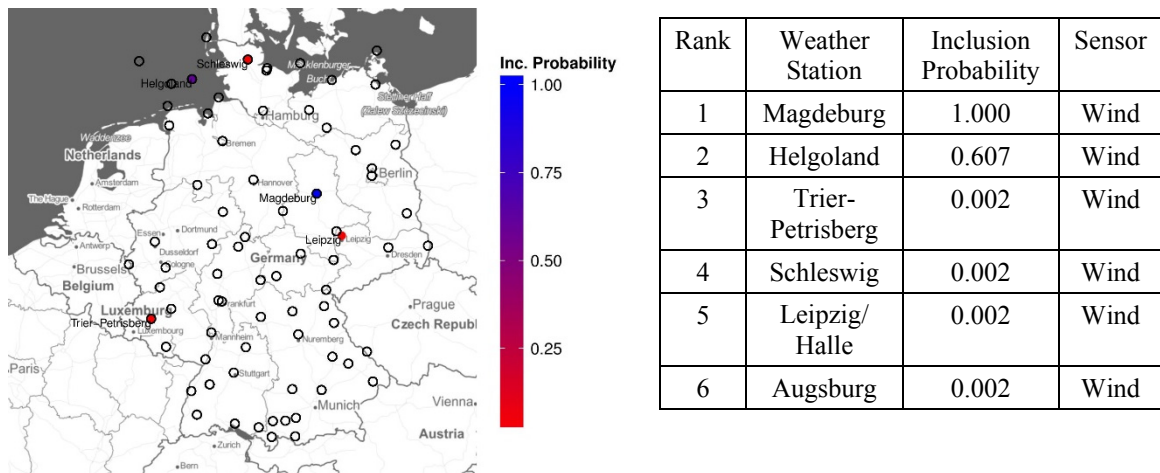 Schleswig
Mecklenburger
Bucht
Helgoland
Stettiner Haff
(Zalew Szczecinski)
Hamburg
Waddenzee
Bremen
Netherlands
Amsterdam
Berlin
The Hague
Hannover
Magdeburg
Rotterdam
Essen
Dortmund
Antwerp
Leipzig
Leipzig
Dusseldorf
Dresden
Brussels
Cologne
Germany
Belgium
Frankfurt
Prague
Luxemburg
Trier-Petrisberg
Luxembourg
Czech Republ
Mannheim
Nuremberg
Paris
Stuttgart
Munich
Vienna
Austria
Zurich
Bern
Inc. Probability
1.00
0.75
0.50
0.25
Rank Weather Station Inclusion Probability Sensor
1 Magdeburg 1.000 Wind
2 Helgoland 0.607 Wind
3 Trier-Petrisberg 0.002 Wind
4 Schleswig 0.002 Wind
5 Leipzig/ Halle 0.002 Wind
6 Augsburg 0.002 Wind